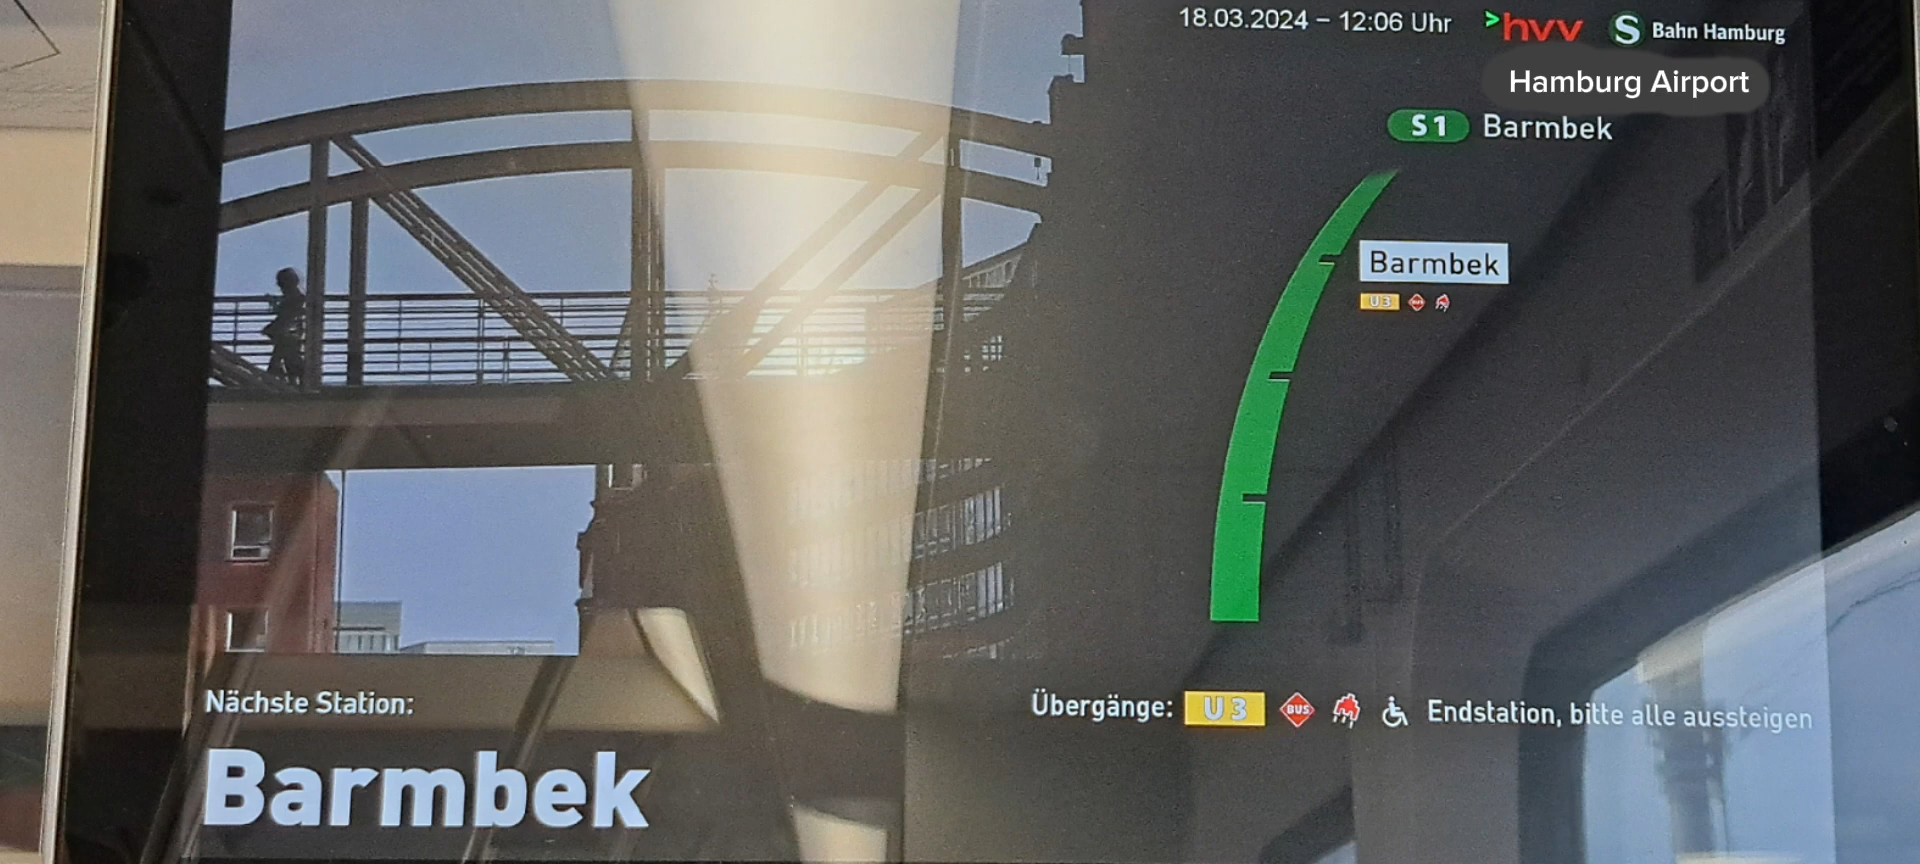 18.03.2024 – 12:06 Uhr
hvv
S Bahn Hamburg
Hamburg Airport
S1 Barmbek
Barmbek
U3
Nächste Station:
Barmbek
Übergänge: U3 BUS Endstation, bitte alle aussteigen